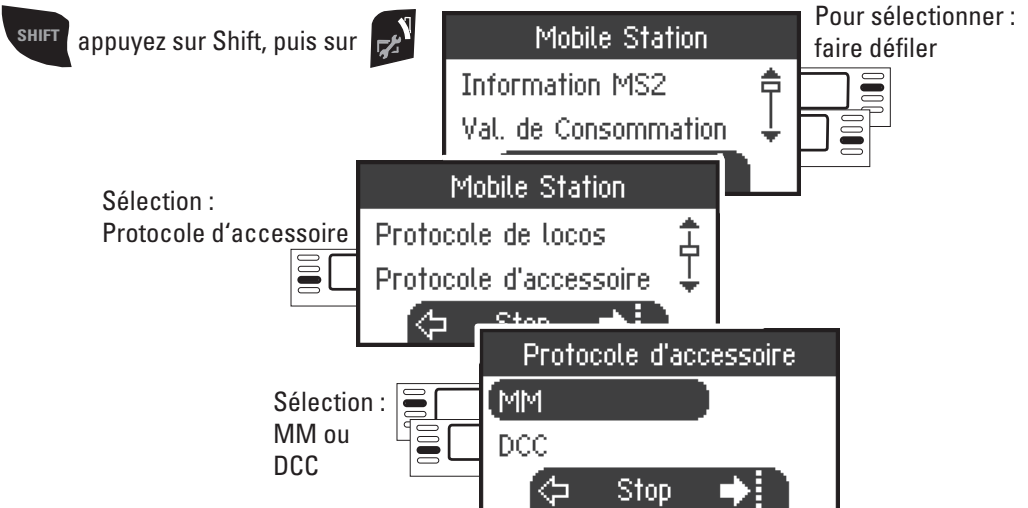 SHIFT appuyez sur Shift, puis sur
Mobile Station
Information MS2
Val. de Consommation
Pour sélectionner :
faire défiler
Sélection :
Protocole d‘accessoire
Mobile Station
Protocole de locos
Protocole d'accessoire
Stop
Sélection :
MM ou
DCC
Protocole d'accessoire
MM
DCC
Stop